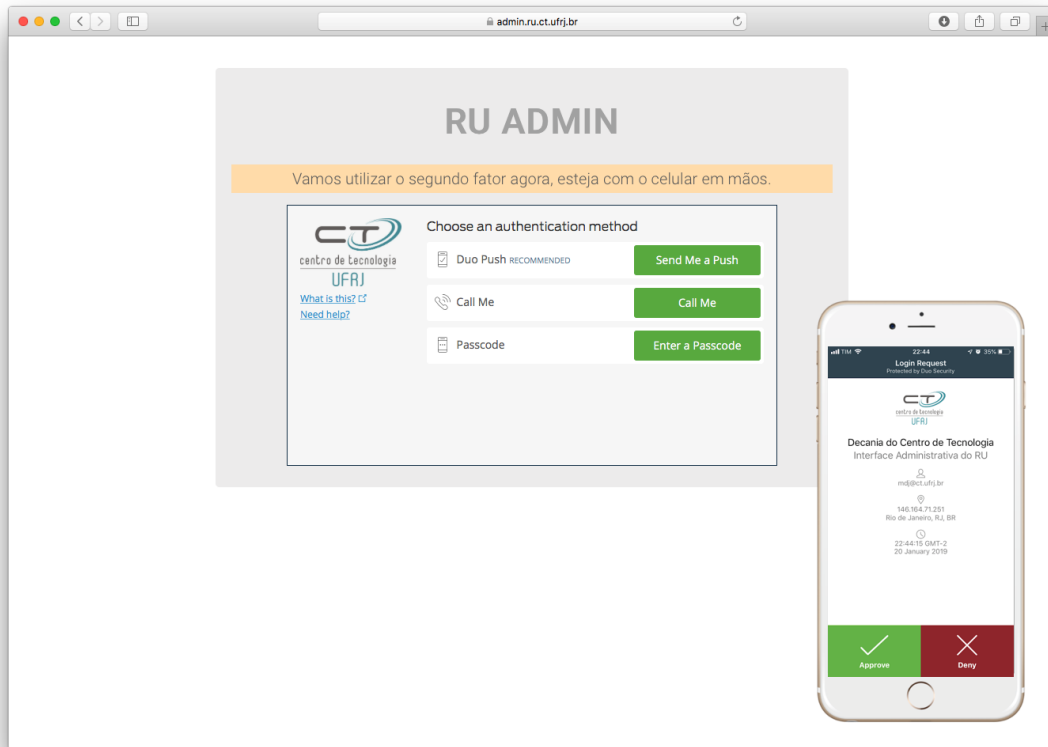 admin.ru.ct.ufrj.br
RU ADMIN
Vamos utilizar o segundo fator agora, esteja com o celular em mãos.
CT
centro de tecnologia
UFRJ
What is this?
Need help?
Choose an authentication method
Duo Push RECOMMENDED
Send Me a Push
Call Me
Call Me
Passcode
Enter a Passcode
TIM 22:44 35%
Login Request
Protected by Duo Security
CT
centro de tecnologia
UFRJ
Decania do Centro de Tecnologia
Interface Administrativa do RU
mdj@ct.ufrj.br
146.164.71.251
Rio de Janeiro, RJ, BR
22:44:15 GMT-2
20 January 2019
Approve
Deny